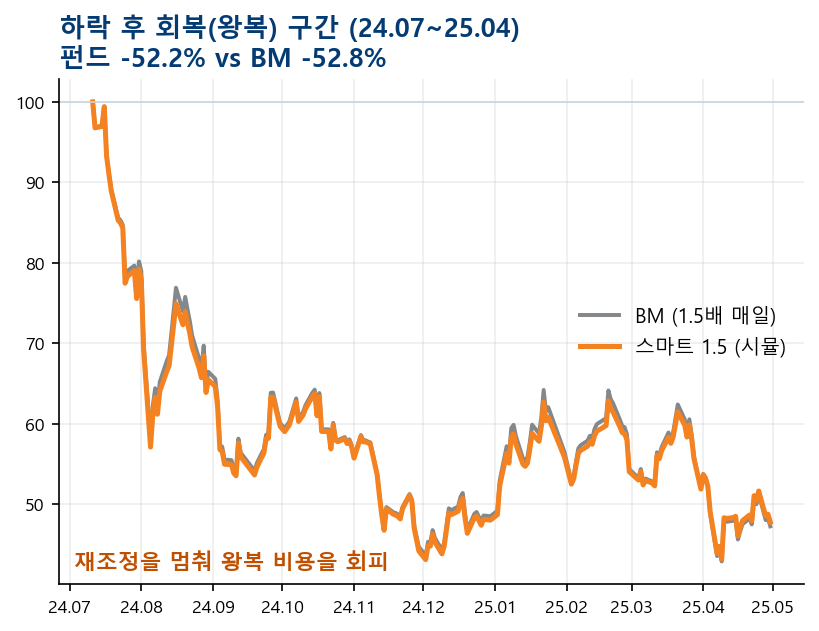 하락 후 회복(왕복) 구간 (24.07~25.04)
펀드 -52.2% vs BM -52.8%
100
90
80
70
60
50
BM (1.5배 매일)
스마트 1.5 (시뮬)
재조정을 멈춰 왕복 비용을 회피
24.07 24.08 24.09 24.10 24.11 24.12 25.01 25.02 25.03 25.04 25.05